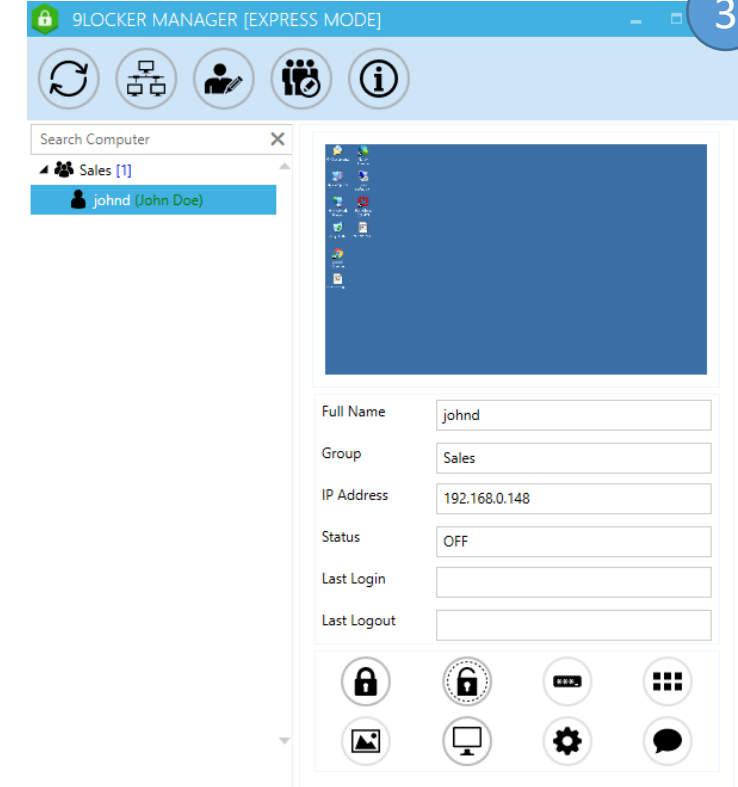 9LOCKER MANAGER [EXPRESS MODE]
3
Search Computer
Sales [1]
johnd (John Doe)
Full Name
johnd
Group
Sales
IP Address
192.168.0.148
Status
OFF
Last Login
Last Logout